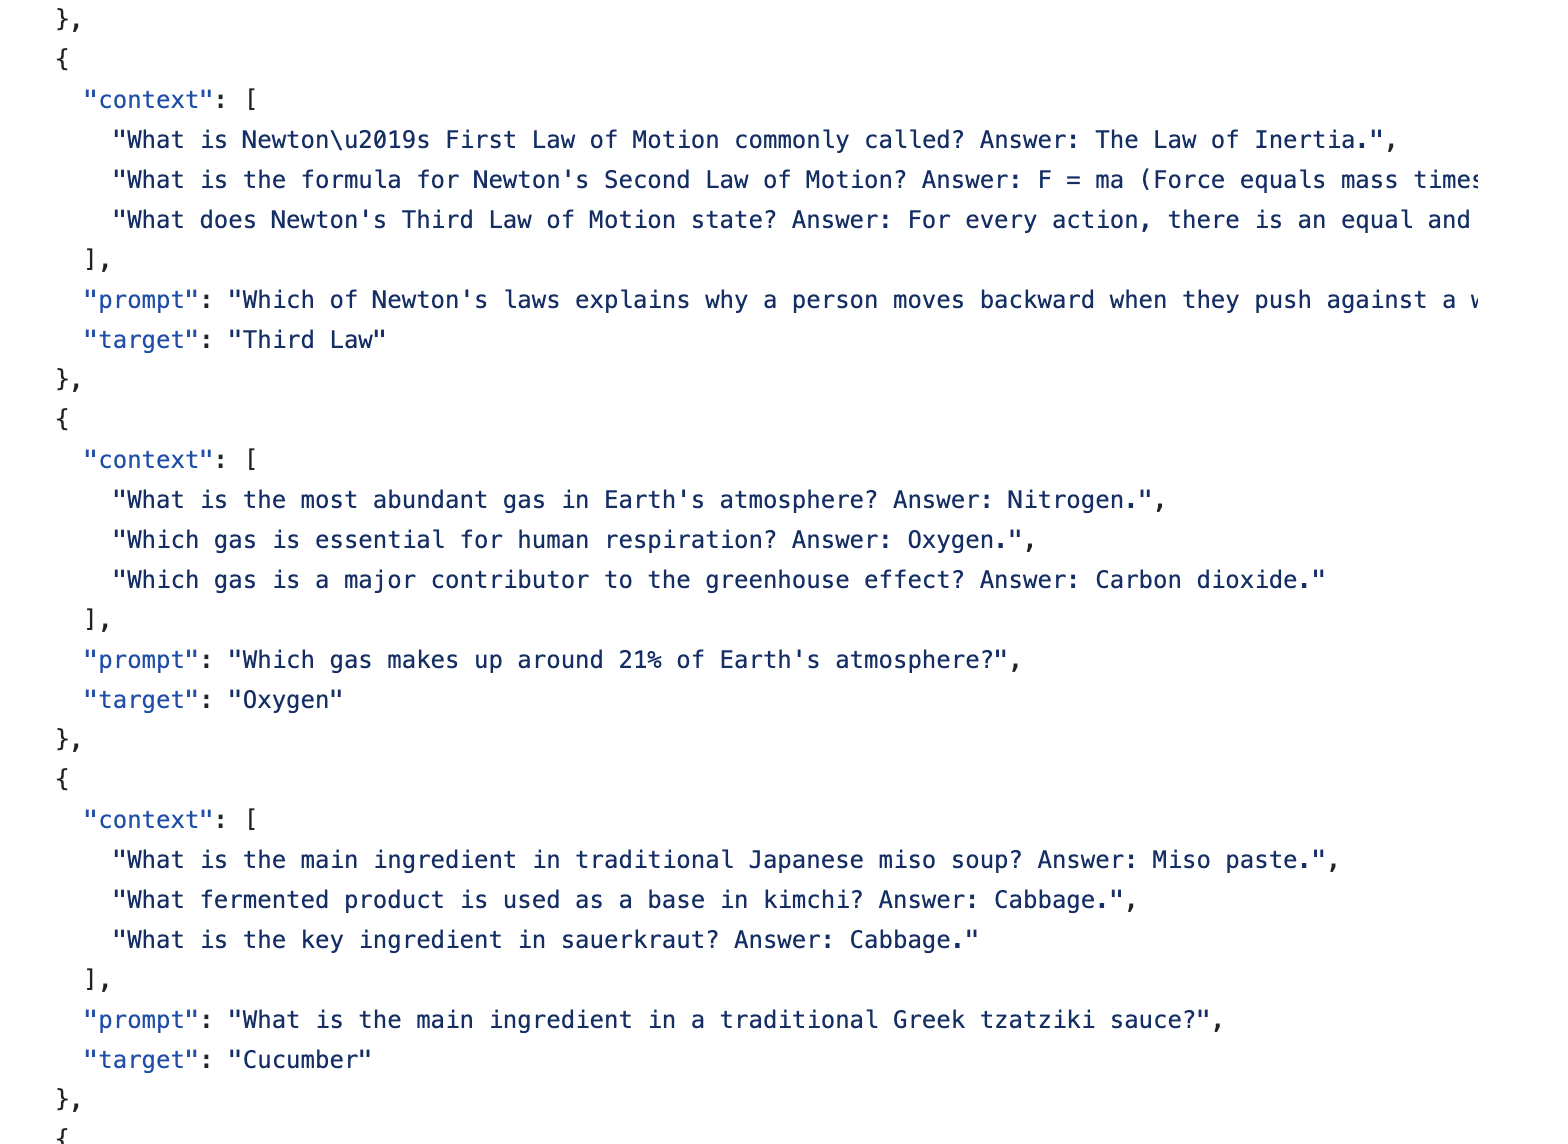 },
{
"context": [
"What is Newton\u2019s First Law of Motion commonly called? Answer: The Law of Inertia.",
"What is the formula for Newton's Second Law of Motion? Answer: F = ma (Force equals mass times
"What does Newton's Third Law of Motion state? Answer: For every action, there is an equal and
],
"prompt": "Which of Newton's laws explains why a person moves backward when they push against a
"target": "Third Law"
},
{
"context": [
"What is the most abundant gas in Earth's atmosphere? Answer: Nitrogen.",
"Which gas is essential for human respiration? Answer: Oxygen.",
"Which gas is a major contributor to the greenhouse effect? Answer: Carbon dioxide."
],
"prompt": "Which gas makes up around 21% of Earth's atmosphere?",
"target": "Oxygen"
},
{
"context": [
"What is the main ingredient in traditional Japanese miso soup? Answer: Miso paste.",
"What fermented product is used as a base in kimchi? Answer: Cabbage.",
"What is the key ingredient in sauerkraut? Answer: Cabbage."
],
"prompt": "What is the main ingredient in a traditional Greek tzatziki sauce?",
"target": "Cucumber"
},
{